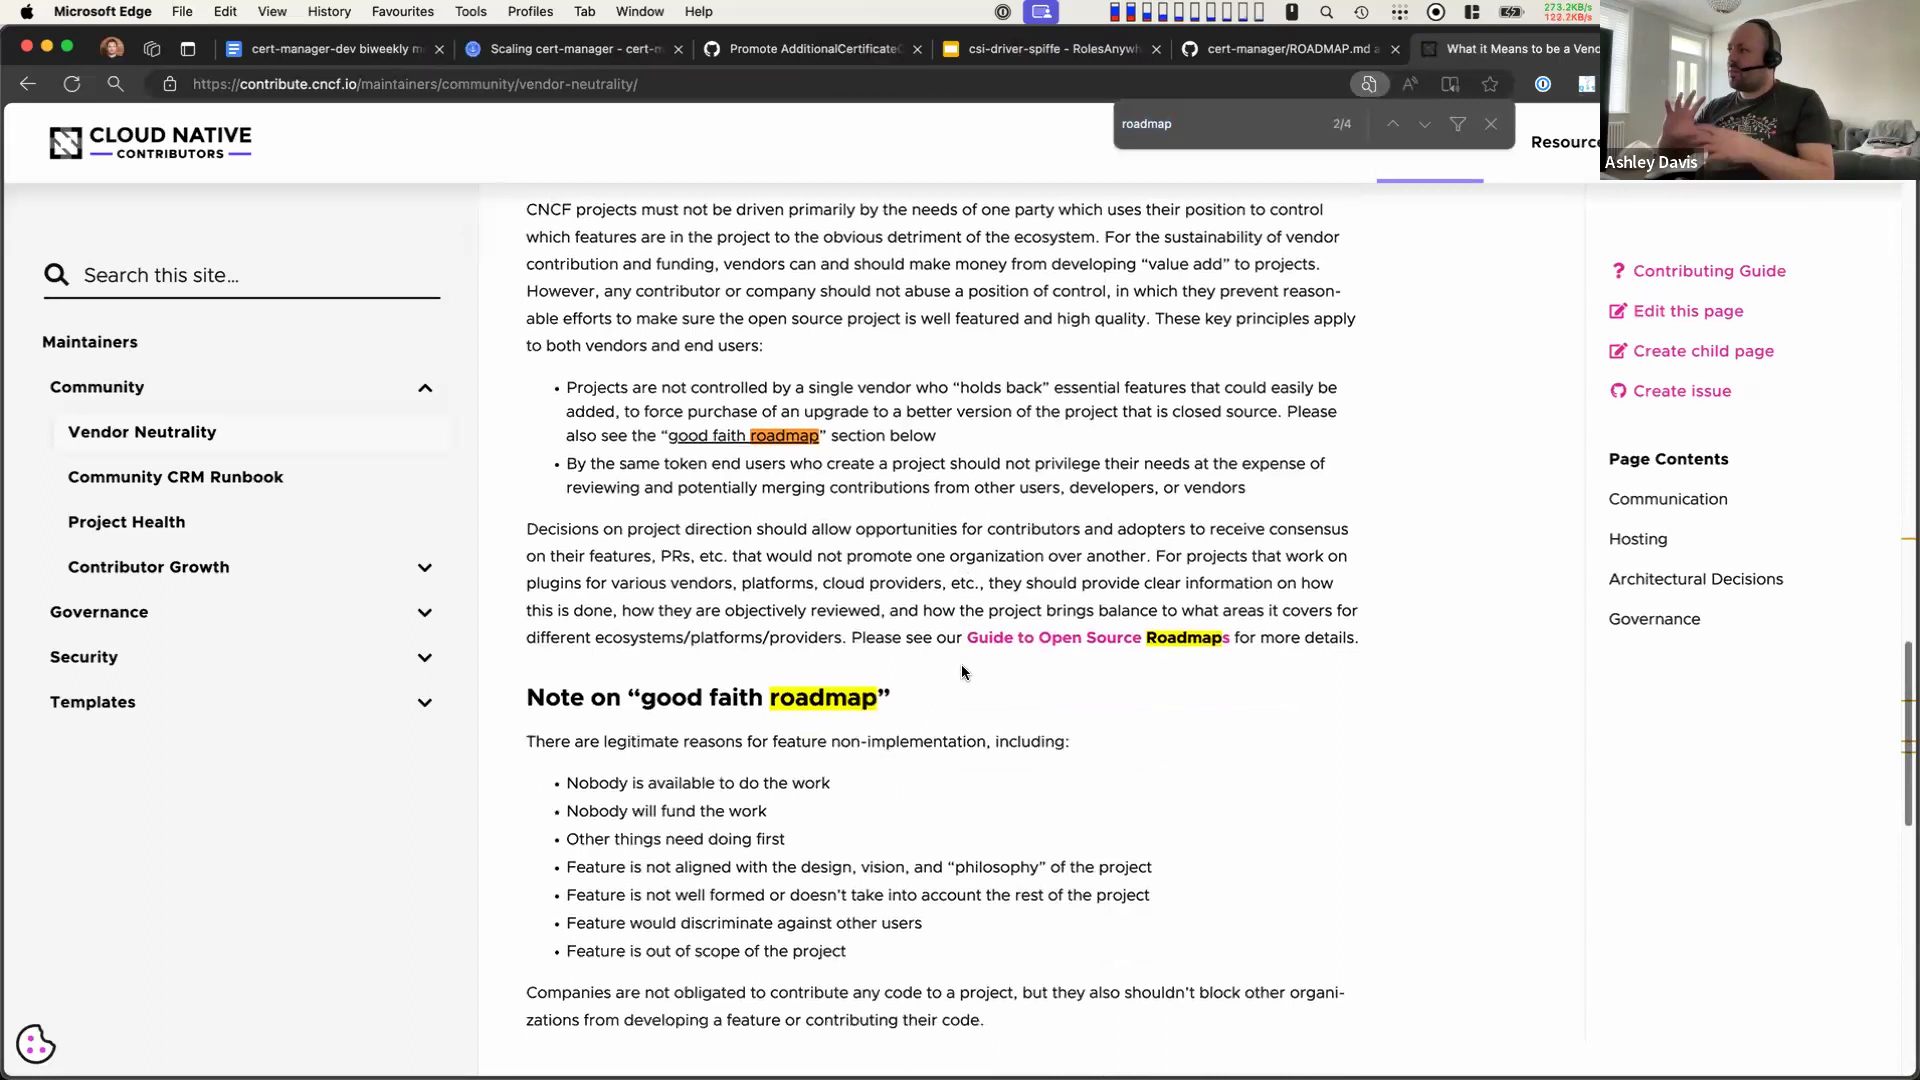 Microsoft Edge File Edit View History Favourites Tools Profiles Tab Window Help
273.2KB/s
122.2KB/s
cert-manager-dev biweekly m
Scaling cert-manager - cert-m
Promote AdditionalCertificateO
csi-driver-spiffe - RolesAnywh
cert-manager/ROADMAP.md a
What it Means to be a Vend
https://contribute.cncf.io/maintainers/community/vendor-neutrality/
roadmap 2/4
CLOUD NATIVE
CONTRIBUTORS
Resource
Ashley Davis
Search this site…
Maintainers
Community
Vendor Neutrality
Community CRM Runbook
Project Health
Contributor Growth
Governance
Security
Templates
CNCF projects must not be driven primarily by the needs of one party which uses their position to control
which features are in the project to the obvious detriment of the ecosystem. For the sustainability of vendor
contribution and funding, vendors can and should make money from developing “value add” to projects.
However, any contributor or company should not abuse a position of control, in which they prevent reason-
able efforts to make sure the open source project is well featured and high quality. These key principles apply
to both vendors and end users:
• Projects are not controlled by a single vendor who “holds back” essential features that could easily be
added, to force purchase of an upgrade to a better version of the project that is closed source. Please
also see the “good faith roadmap” section below
• By the same token end users who create a project should not privilege their needs at the expense of
reviewing and potentially merging contributions from other users, developers, or vendors
Decisions on project direction should allow opportunities for contributors and adopters to receive consensus
on their features, PRs, etc. that would not promote one organization over another. For projects that work on
plugins for various vendors, platforms, cloud providers, etc., they should provide clear information on how
this is done, how they are objectively reviewed, and how the project brings balance to what areas it covers for
different ecosystems/platforms/providers. Please see our Guide to Open Source Roadmaps for more details.
Note on “good faith roadmap”
There are legitimate reasons for feature non-implementation, including:
• Nobody is available to do the work
• Nobody will fund the work
• Other things need doing first
• Feature is not aligned with the design, vision, and “philosophy” of the project
• Feature is not well formed or doesn’t take into account the rest of the project
• Feature would discriminate against other users
• Feature is out of scope of the project
Companies are not obligated to contribute any code to a project, but they also shouldn’t block other organi-
zations from developing a feature or contributing their code.
Contributing Guide
Edit this page
Create child page
Create issue
Page Contents
Communication
Hosting
Architectural Decisions
Governance